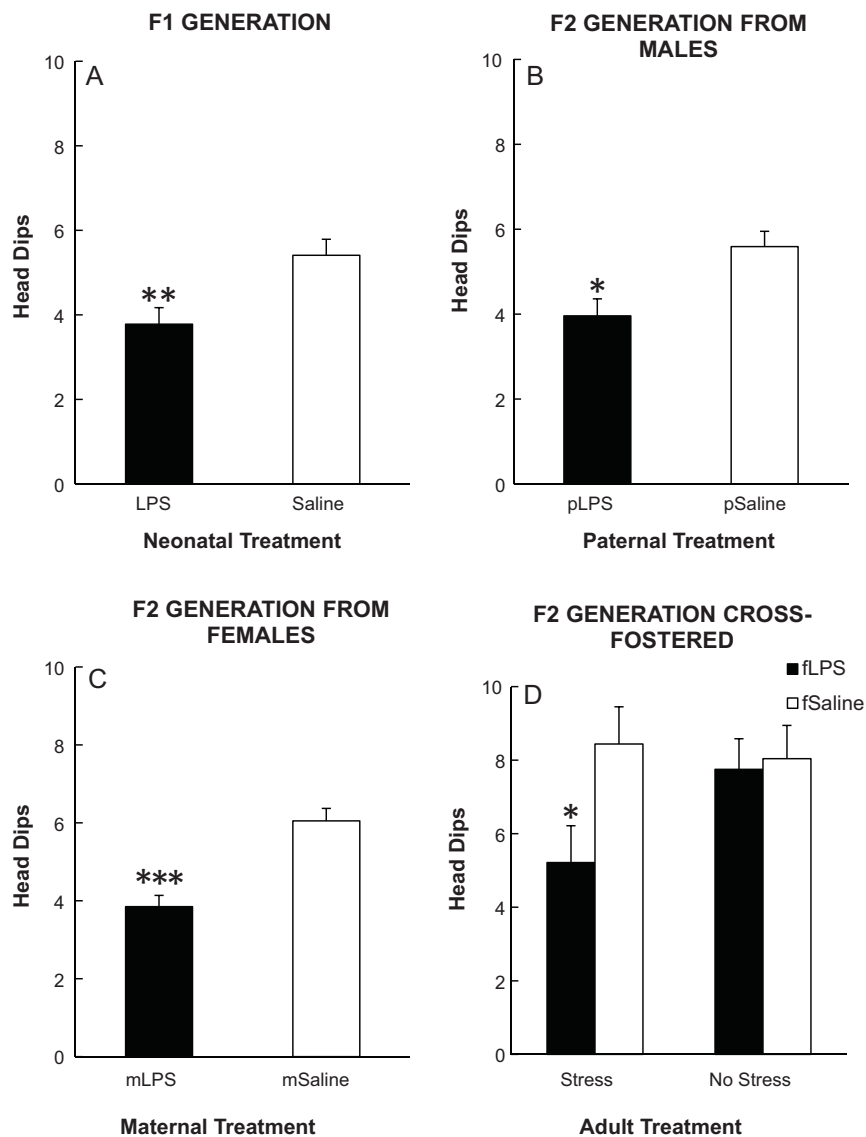 F1 GENERATION
A
10
8
6
4
2
0
Head Dips
**
LPS Saline
Neonatal Treatment
F2 GENERATION FROM
MALES
B
10
8
6
4
2
0
Head Dips
*
pLPS pSaline
Paternal Treatment
F2 GENERATION FROM
FEMALES
C
10
8
6
4
2
0
Head Dips
***
mLPS mSaline
Maternal Treatment
F2 GENERATION CROSS-
FOSTERED
fLPS
fSaline
D
10
8
6
4
2
0
Head Dips
*
Stress No Stress
Adult Treatment